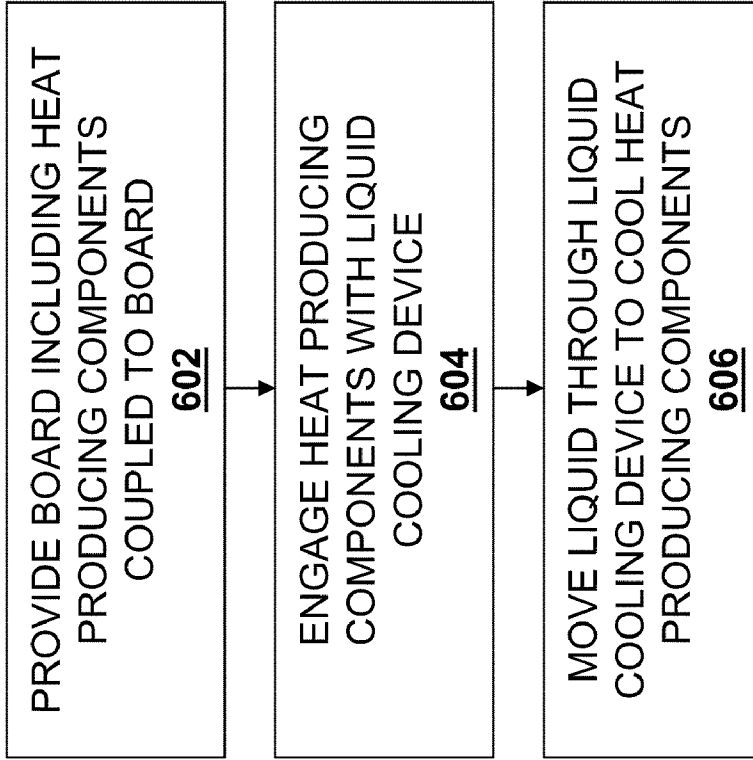 PROVIDE BOARD INCLUDING HEAT
PRODUCING COMPONENTS
COUPLED TO BOARD
602
ENGAGE HEAT PRODUCING
COMPONENTS WITH LIQUID
COOLING DEVICE
604
MOVE LIQUID THROUGH LIQUID
COOLING DEVICE TO COOL HEAT
PRODUCING COMPONENTS
606